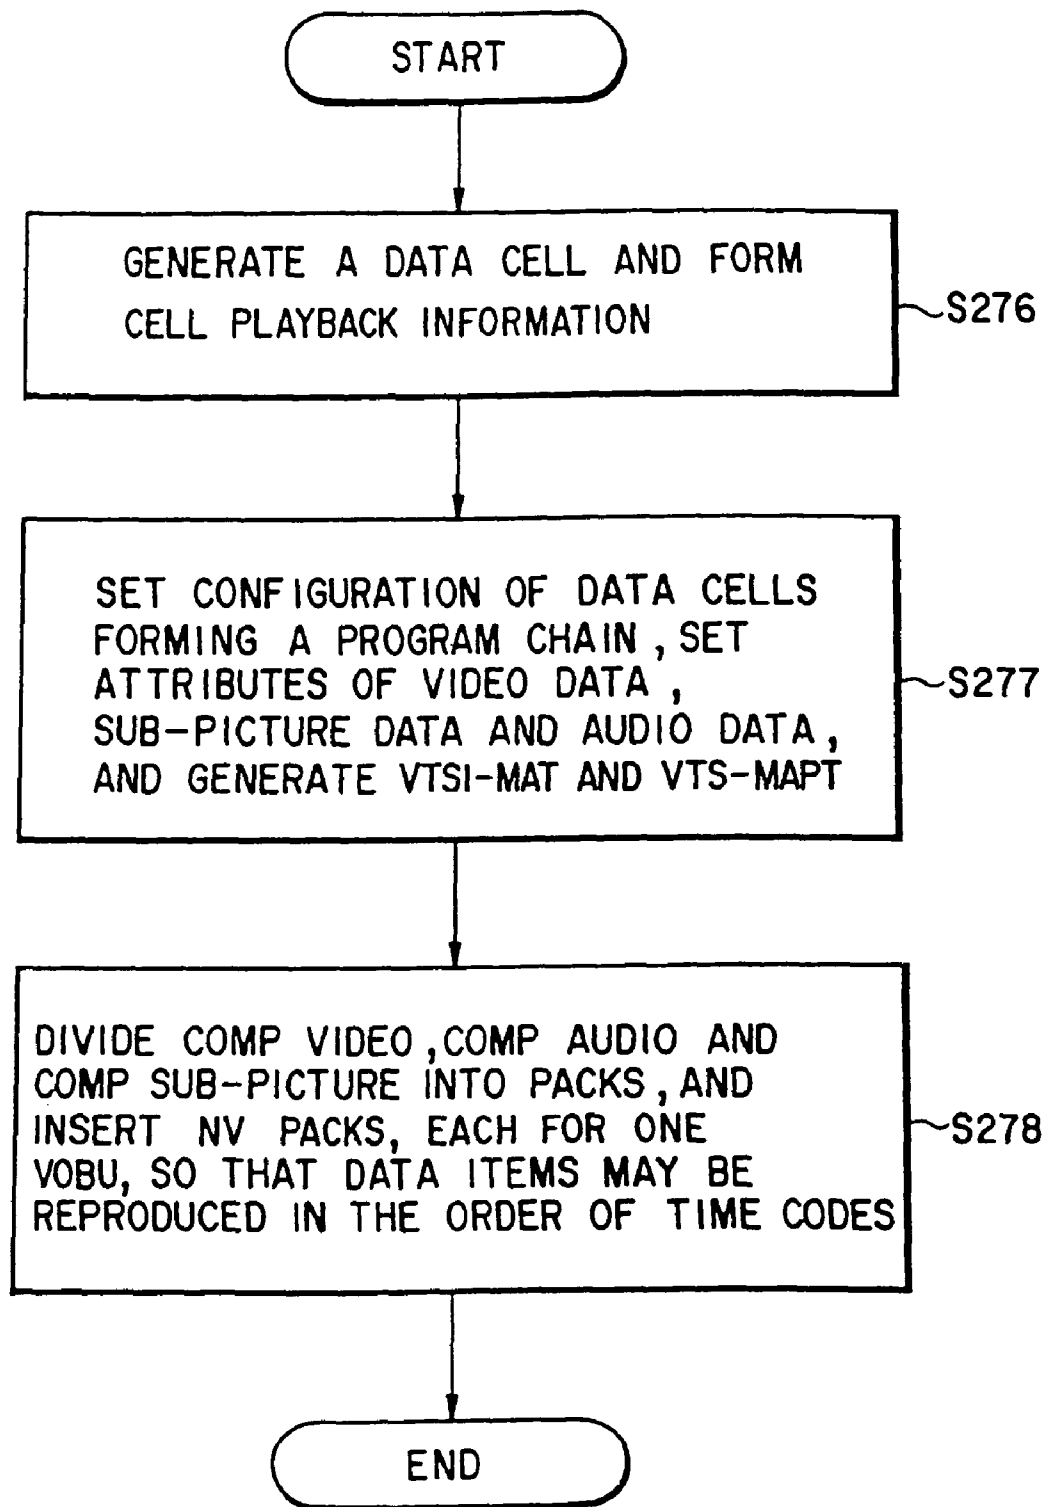 START
GENERATE A DATA CELL AND FORM
CELL PLAYBACK INFORMATION
S276
SET CONFIGURATION OF DATA CELLS
FORMING A PROGRAM CHAIN, SET
ATTRIBUTES OF VIDEO DATA,
SUB-PICTURE DATA AND AUDIO DATA,
AND GENERATE VTSI-MAT AND VTS-MAPT
S277
DIVIDE COMP VIDEO, COMP AUDIO AND
COMP SUB-PICTURE INTO PACKS, AND
INSERT NV PACKS, EACH FOR ONE
VOBU, SO THAT DATA ITEMS MAY BE
REPRODUCED IN THE ORDER OF TIME CODES
S278
END